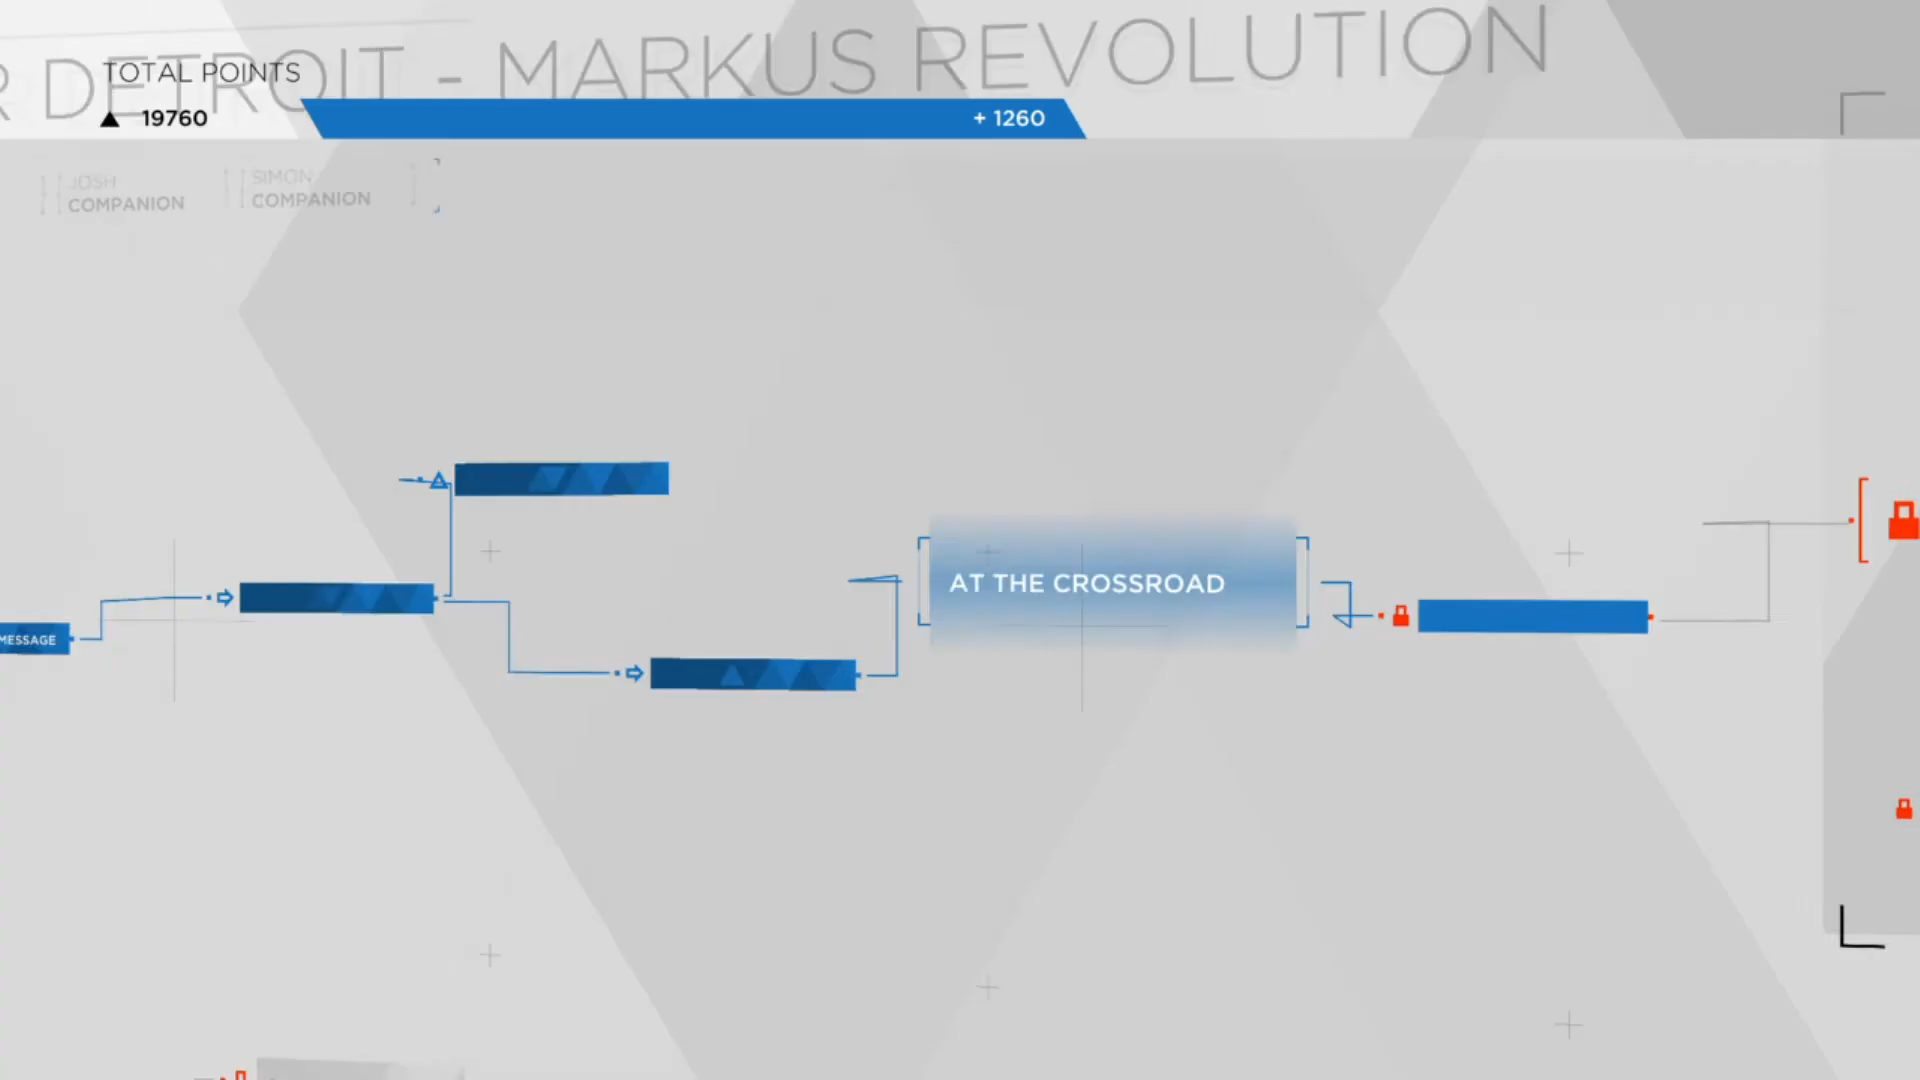 R DETROIT - MARKUS REVOLUTION
TOTAL POINTS
19760
+ 1260
JOSH
COMPANION
SIMON
COMPANION
AT THE CROSSROAD
MESSAGE